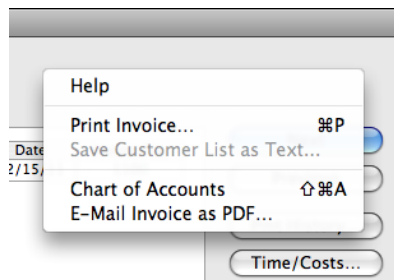 Help
Print Invoice... ⌘P
Save Customer List as Text...
Date
2/15/
Chart of Accounts ⇧⌘A
E-Mail Invoice as PDF...
Time/Costs...